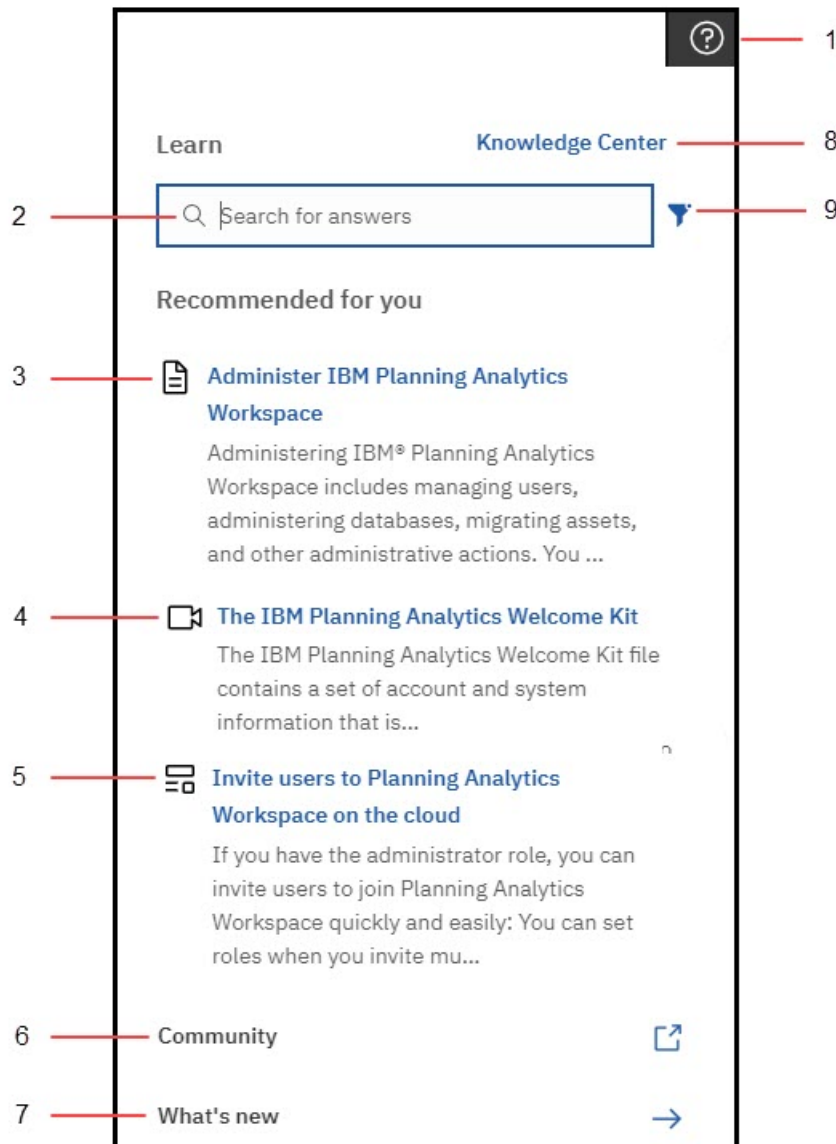 1
Learn Knowledge Center 8
2 Search for answers 9
Recommended for you
3 Administer IBM Planning Analytics
Workspace
Administering IBM® Planning Analytics
Workspace includes managing users,
administering databases, migrating assets,
and other administrative actions. You ...
4 The IBM Planning Analytics Welcome Kit
The IBM Planning Analytics Welcome Kit file
contains a set of account and system
information that is...
5 Invite users to Planning Analytics
Workspace on the cloud
If you have the administrator role, you can
invite users to join Planning Analytics
Workspace quickly and easily: You can set
roles when you invite mu...
6 Community
7 What's new